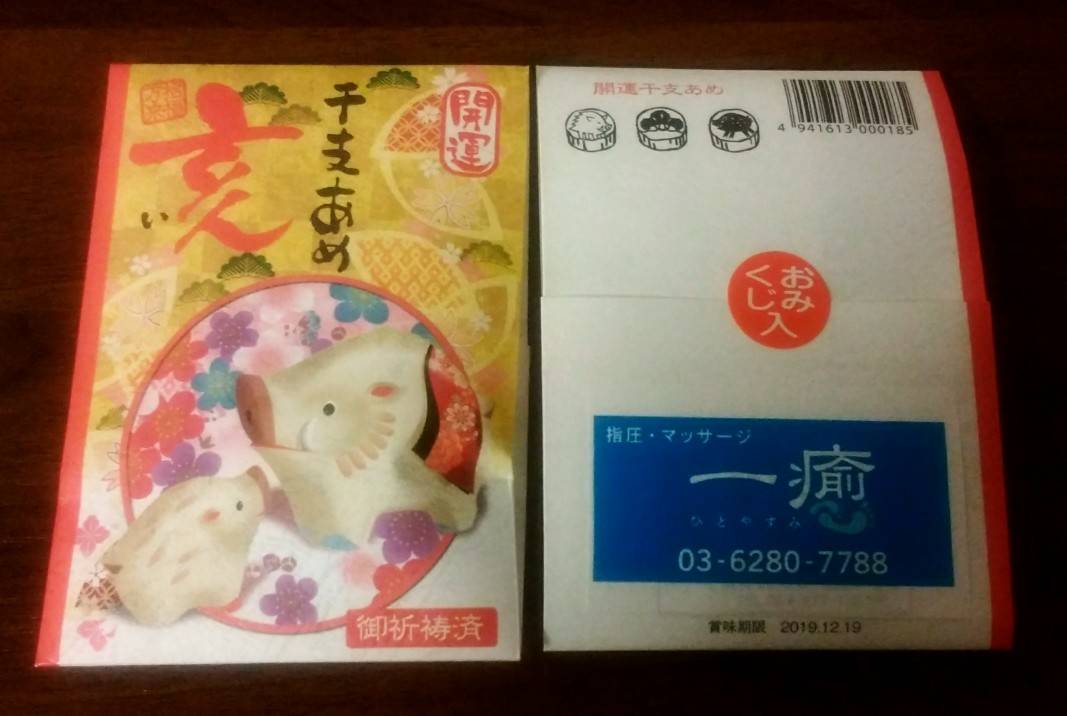 開運
干支あめ
亥
い
御祈祷済
開運干支あめ
4 941613 000185
おみ
くじ入
指圧・マッサージ
一癒
ひとやすみ
03-6280-7788
賞味期限 2019.12.19